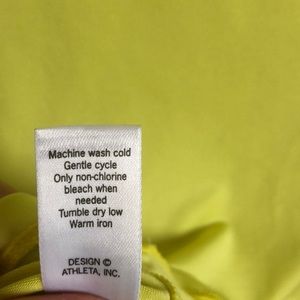 Machine wash cold
Gentle cycle
Only non-chlorine
bleach when
needed
Tumble dry low
Warm iron
DESIGN ©
ATHLETA, INC.